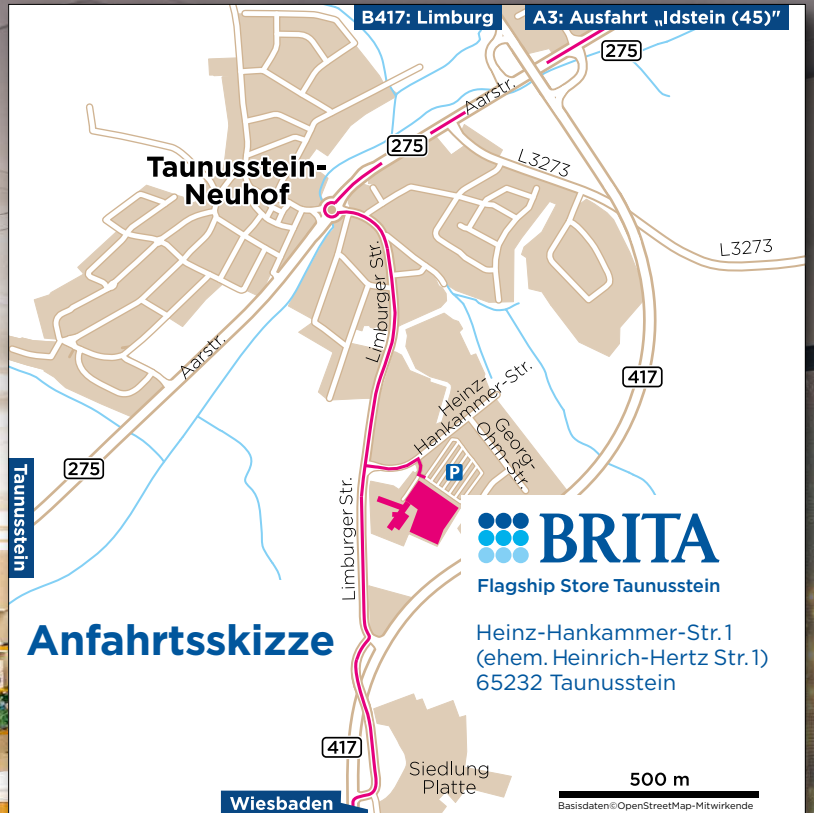 B417: Limburg
A3: Ausfahrt „Idstein (45)"
275
Aarstr.
275
L3273
Taunusstein-
Neuhof
L3273
Limburger Str.
Aarstr.
417
Heinz-
Hankammer-Str.
Georg-
Ohm-Str.
P
275
Taunusstein
Limburger Str.
BRITA
Flagship Store Taunusstein
Anfahrtsskizze
Heinz-Hankammer-Str. 1
(ehem. Heinrich-Hertz Str. 1)
65232 Taunusstein
417
Siedlung
Platte
500 m
Wiesbaden
Basisdaten©OpenStreetMap-Mitwirkende